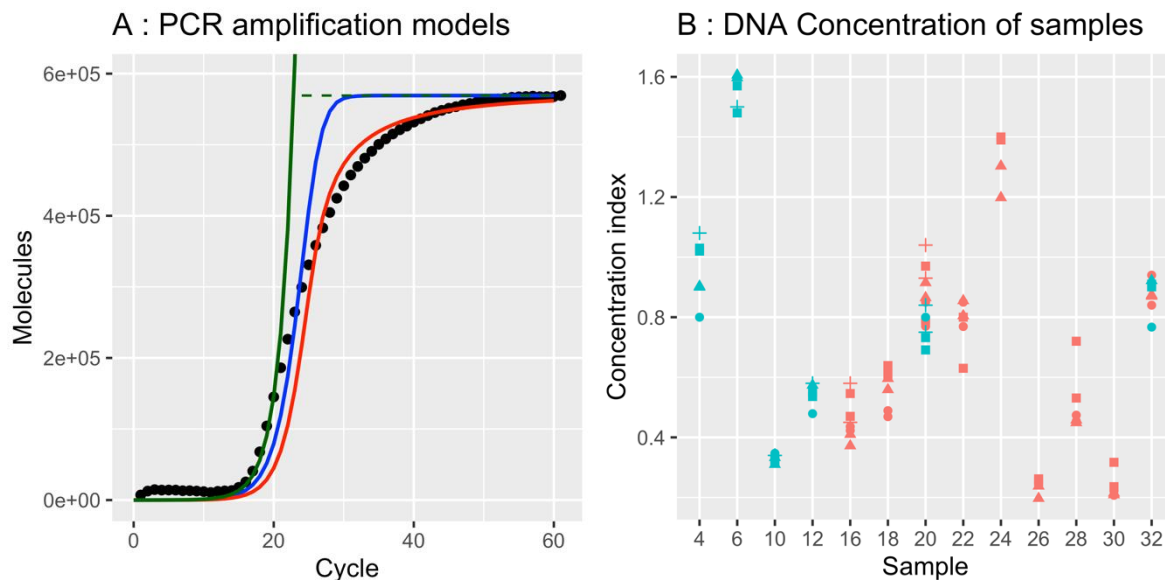 A : PCR amplification models
6e+05
4e+05
2e+05
0e+00
Molecules
0 20 40 60
Cycle
B : DNA Concentration of samples
1.6
1.2
0.8
0.4
Concentration index
4 6 10 12 16 18 20 22 24 26 28 30 32
Sample